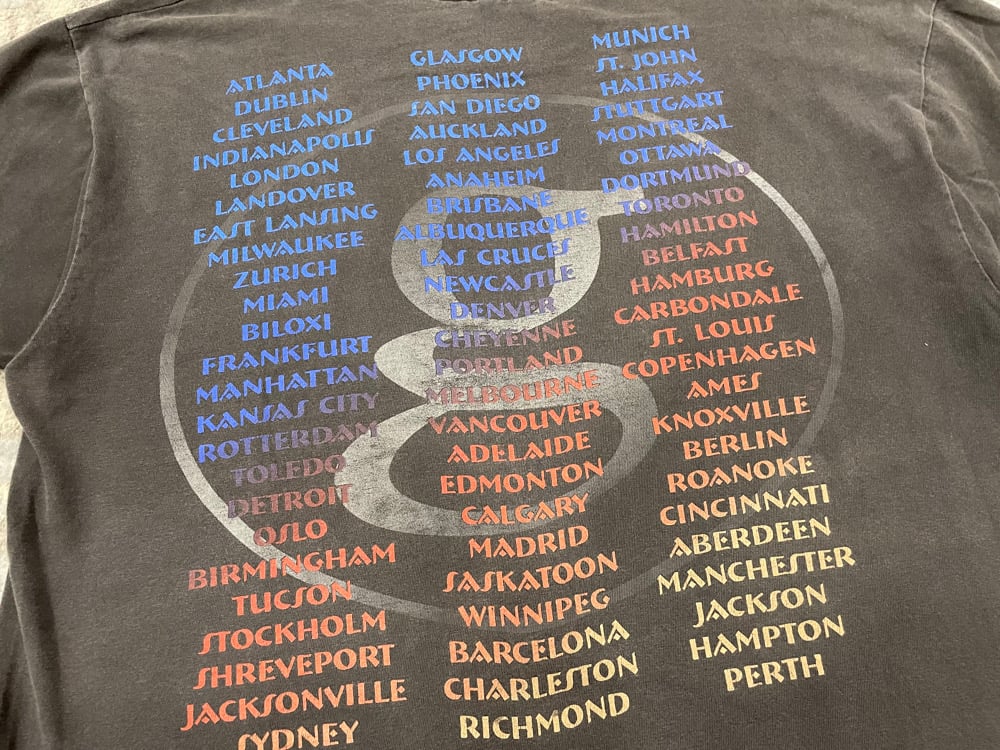 ATLANTA
DUBLIN
CLEVELAND
INDIANAPOLIS
LONDON
LANDOVER
EAST LANSING
MILWAUKEE
ZURICH
MIAMI
BILOXI
FRANKFURT
MANHATTAN
KANSAS CITY
ROTTERDAM
TOLEDO
DETROIT
OSLO
BIRMINGHAM
TUCSON
STOCKHOLM
SHREVEPORT
JACKSONVILLE
SYDNEY
GLASGOW
PHOENIX
SAN DIEGO
AUCKLAND
LOS ANGELES
ANAHEIM
BRISBANE
ALBUQUERQUE
LAS CRUCES
NEWCASTLE
DENVER
CHEYENNE
PORTLAND
MELBOURNE
VANCOUVER
ADELAIDE
EDMONTON
CALGARY
MADRID
SASKATOON
WINNIPEG
BARCELONA
CHARLESTON
RICHMOND
MUNICH
ST. JOHN
HALIFAX
STUTTGART
MONTREAL
OTTAWA
DORTMUND
TORONTO
HAMILTON
BELFAST
HAMBURG
CARBONDALE
ST. LOUIS
COPENHAGEN
AMES
KNOXVILLE
BERLIN
ROANOKE
CINCINNATI
ABERDEEN
MANCHESTER
JACKSON
HAMPTON
PERTH
g